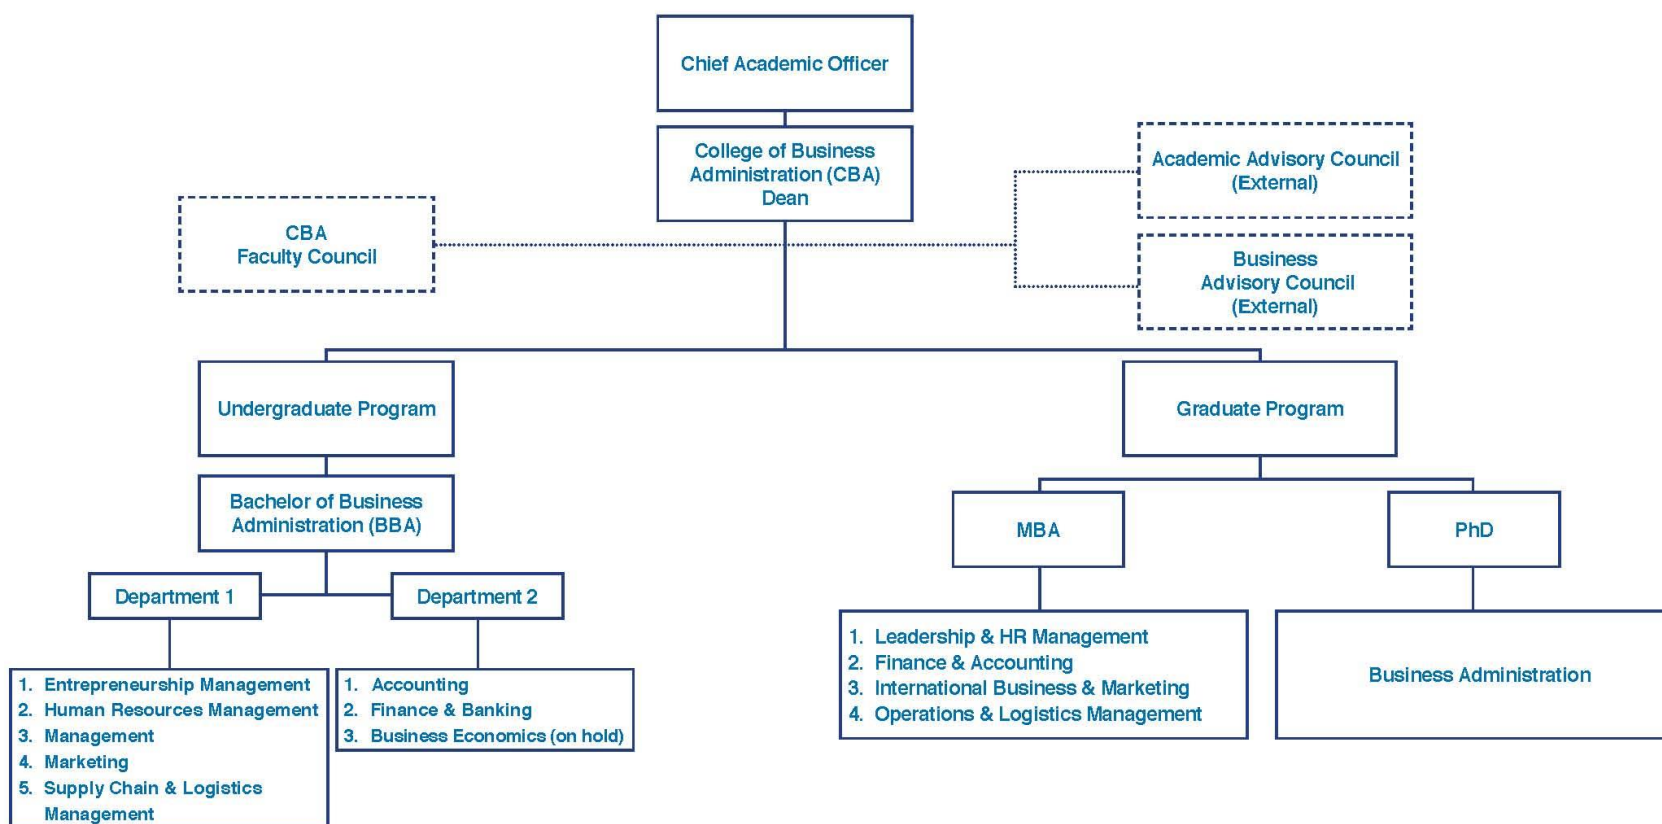 Chief Academic Officer
College of Business
Administration (CBA)
Dean
Academic Advisory Council
(External)
CBA
Faculty Council
Business
Advisory Council
(External)
Undergraduate Program
Graduate Program
Bachelor of Business
Administration (BBA)
MBA
PhD
Department 1
Department 2
1. Entrepreneurship Management
2. Human Resources Management
3. Management
4. Marketing
5. Supply Chain & Logistics
Management
1. Accounting
2. Finance & Banking
3. Business Economics (on hold)
1. Leadership & HR Management
2. Finance & Accounting
3. International Business & Marketing
4. Operations & Logistics Management
Business Administration